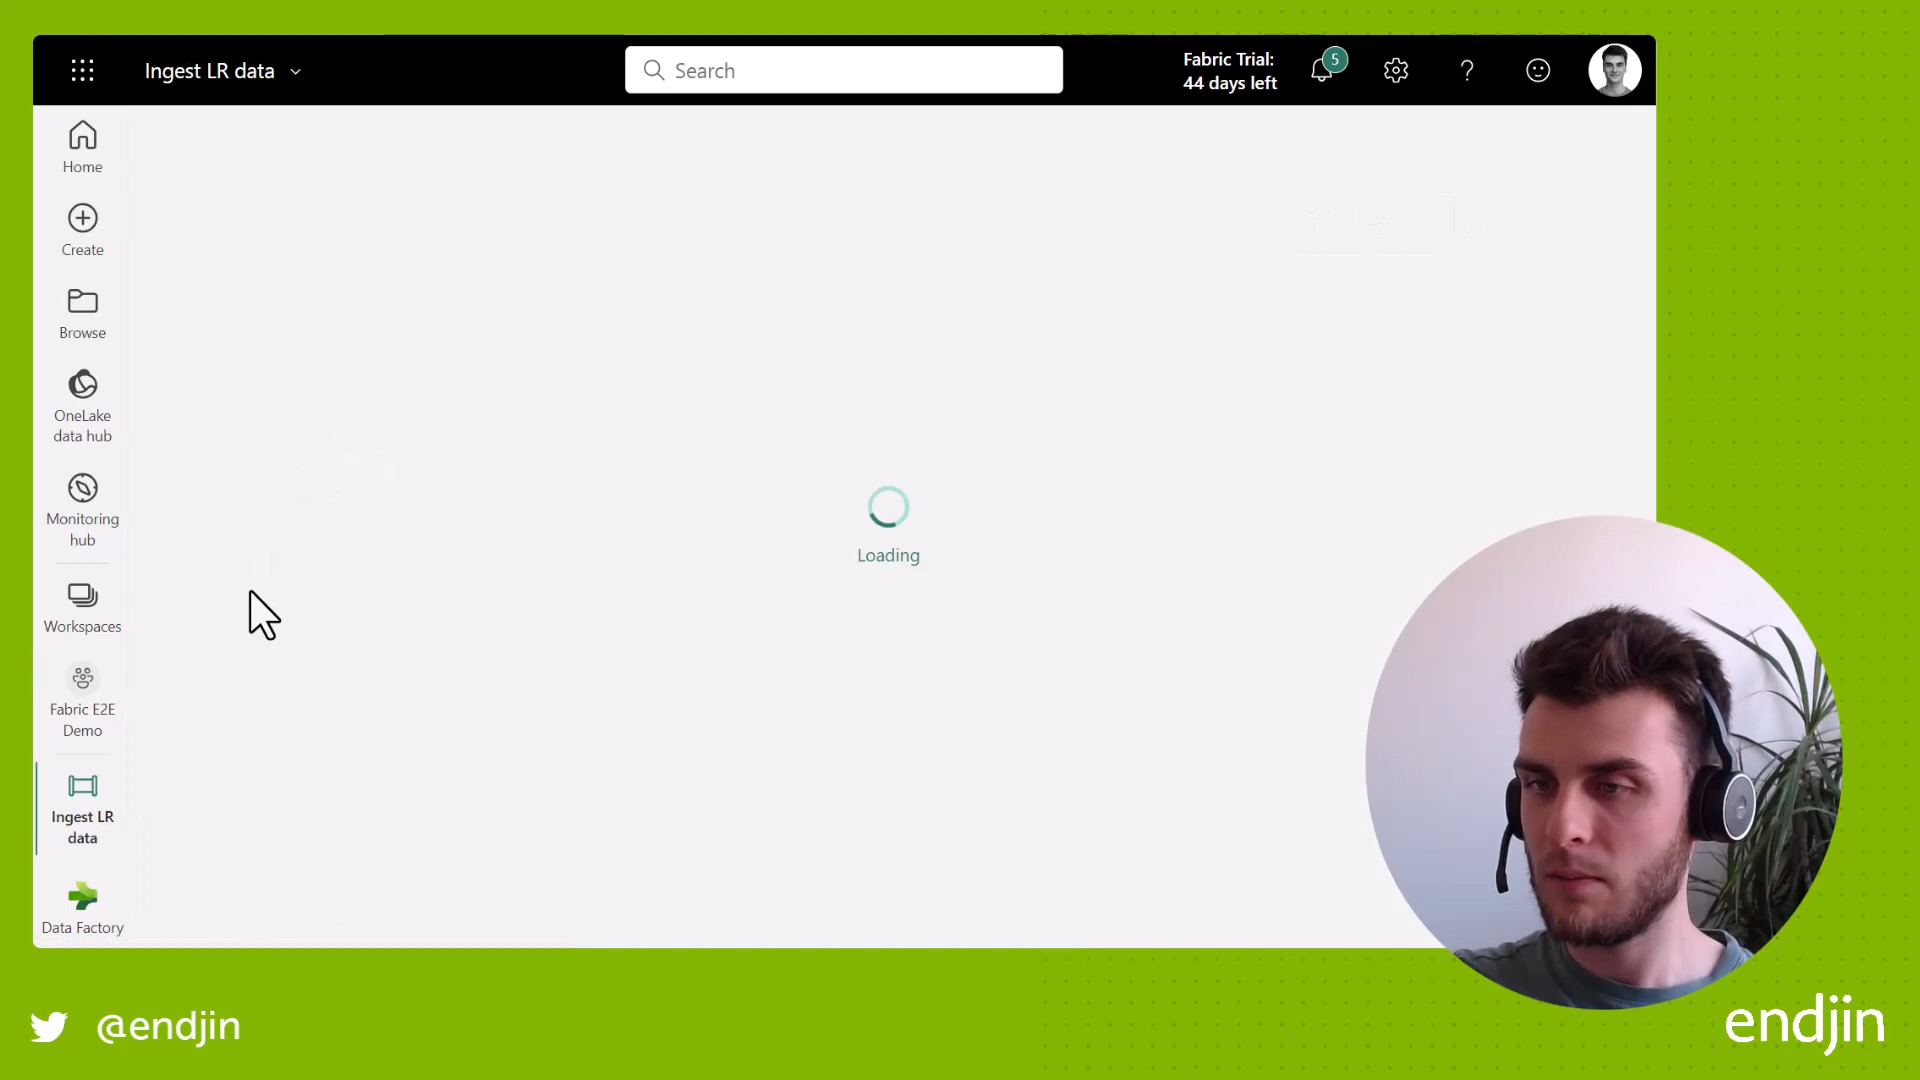 Ingest LR data
Search
Fabric Trial:
44 days left
5
Home
Create
Browse
OneLake
data hub
Monitoring
hub
Workspaces
Fabric E2E
Demo
Ingest LR
data
Data Factory
Loading
@endjin
endjin